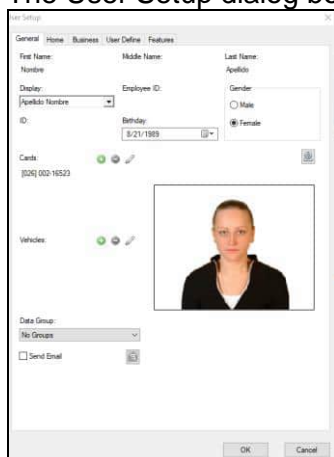 The User Setup dialog bo
User Setup
General Home Business User Define Features
First Name: Middle Name: Last Name:
Nombre Apellido
Display: Employee ID: Gender
Apellido Nombre Male
ID: Birthday: Female
8/21/1989
Cards:
[026] 002-16523
Vehicles:
Data Group:
No Groups
Send Email
OK Cancel